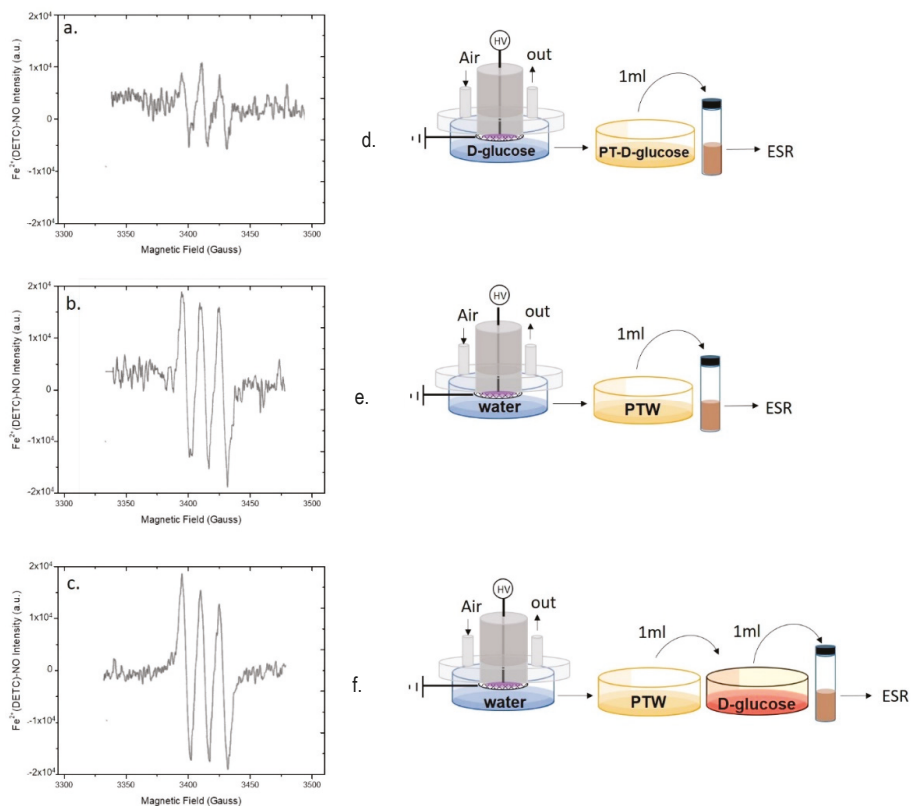 a.
Fe²⁺(DETC)-NO Intensity (a.u.)
2x10⁴
1x10⁴
0
-1x10⁴
-2x10⁴
3300 3350 3400 3450 3500
Magnetic Field (Gauss)
d.
HV
Air out
D-glucose
1ml
PT-D-glucose
ESR
b.
Fe²⁺(DETC)-NO Intensity (a.u.)
2x10⁴
1x10⁴
0
-1x10⁴
-2x10⁴
3300 3350 3400 3450 3500
Magnetic Field (Gauss)
e.
HV
Air out
water
1ml
PTW
ESR
c.
Fe²⁺(DETC)-NO Intensity (a.u.)
2x10⁴
1x10⁴
0
-1x10⁴
-2x10⁴
3300 3350 3400 3450 3500
Magnetic Field (Gauss)
f.
HV
Air out
water
1ml 1ml
PTW D-glucose
ESR